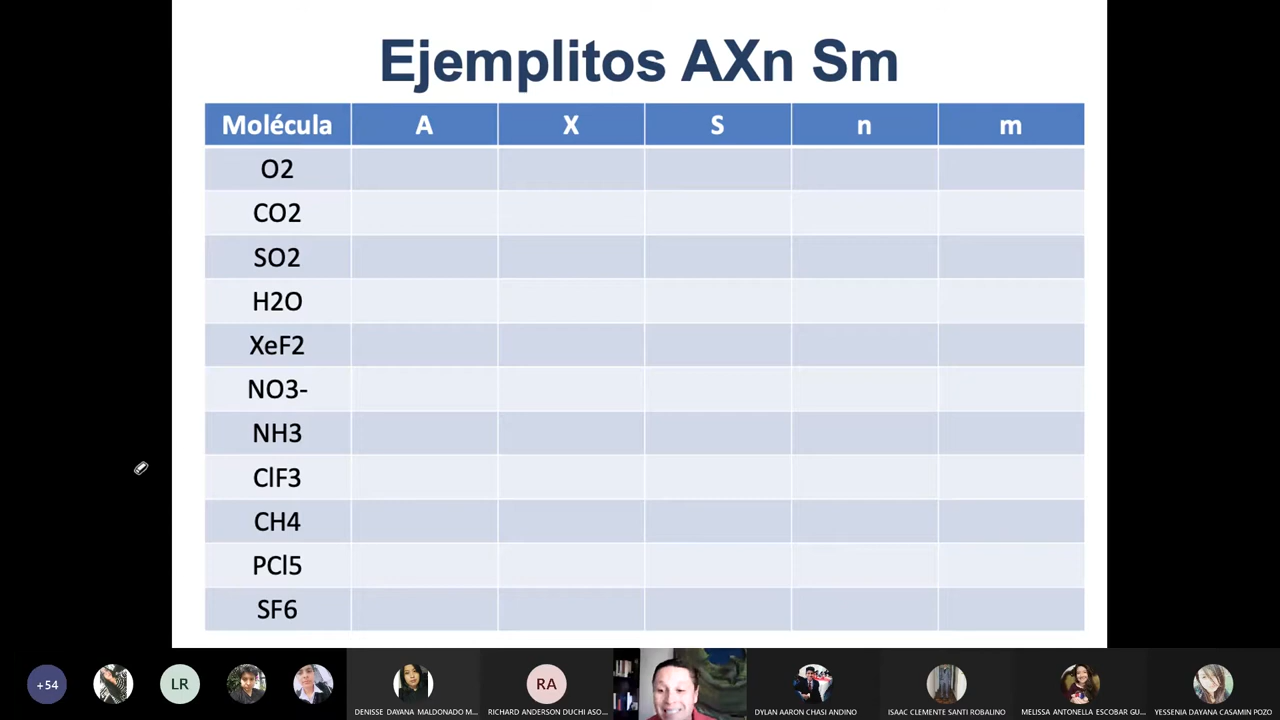 Ejemplitos AXn Sm
Molécula A X S n m
O2
CO2
SO2
H2O
XeF2
NO3-
NH3
ClF3
CH4
PCl5
SF6
+54 LR RA
DENISSE DAYANA MALDONADO M... RICHARD ANDERSON DUCHI ASO... DYLAN AARON CHASI ANDINO ISAAC CLEMENTE SANTI ROBALINO MELISSA ANTONELLA ESCOBAR GU... YESSENIA DAYANA CASAMIN POZO